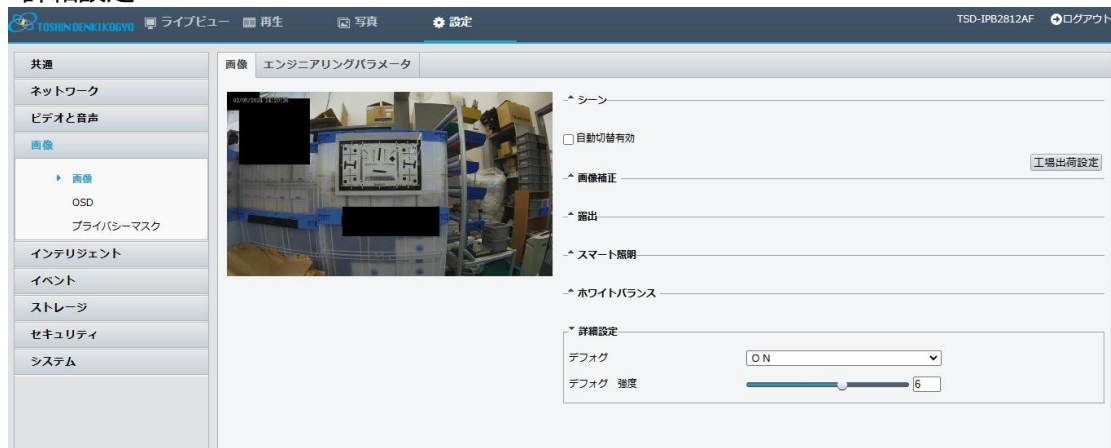 TOSHIN DENKI KOGYO ライブビュー 再生 写真 設定 TSD-IPB2812AF ログアウト
共通
ネットワーク
ビデオと音声
画像
画像
OSD
プライバシーマスク
インテリジェント
イベント
ストレージ
セキュリティ
システム
画像 エンジニアリングパラメータ
シーン
自動切替有効
工場出荷設定
画像補正
露出
スマート照明
ホワイトバランス
詳細設定
デフォグ ON
デフォグ 強度 6